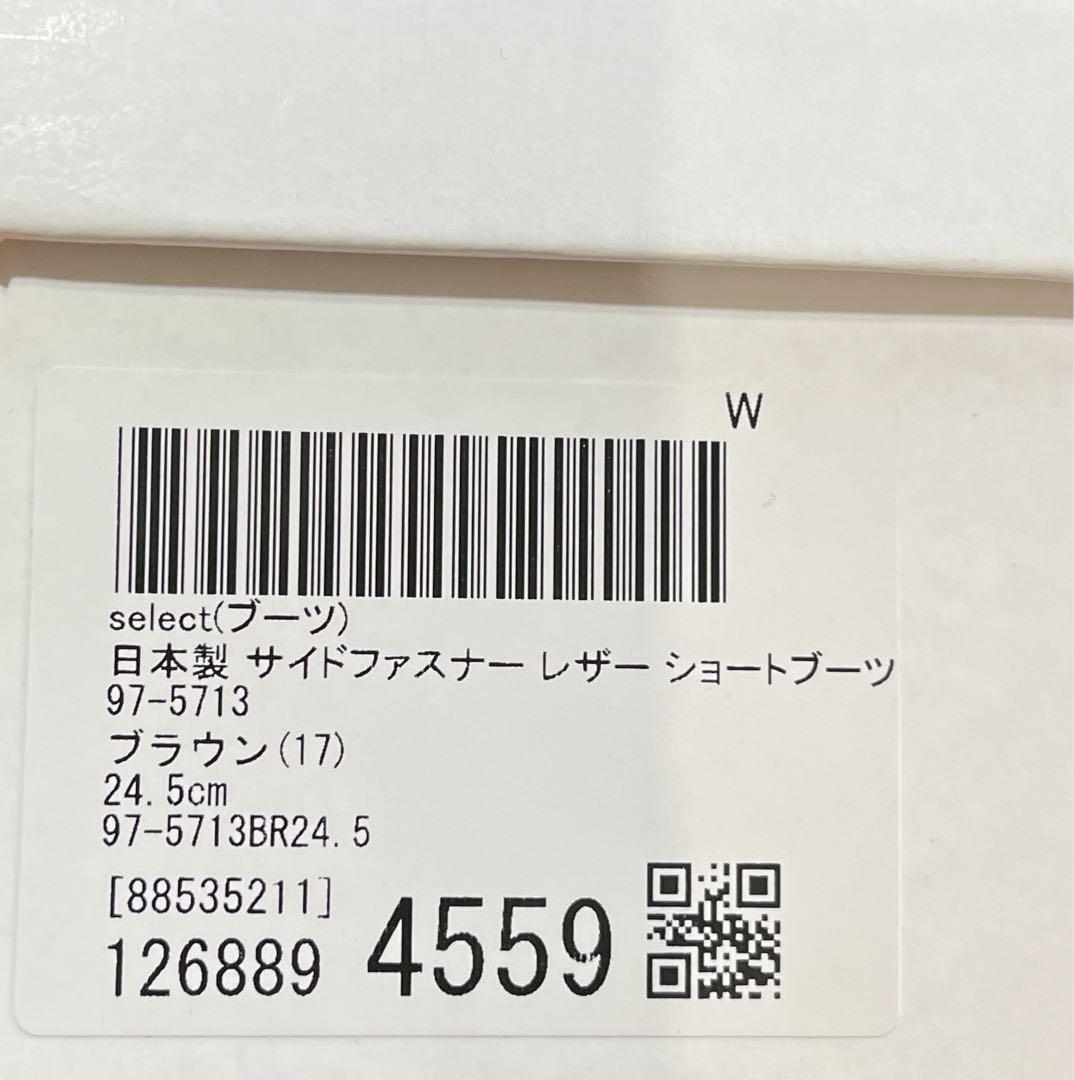 W
select(ブーツ)
日本製 サイドファスナー レザー ショートブーツ
97-5713
ブラウン(17)
24.5cm
97-5713BR24.5
[88535211]
126889 4559